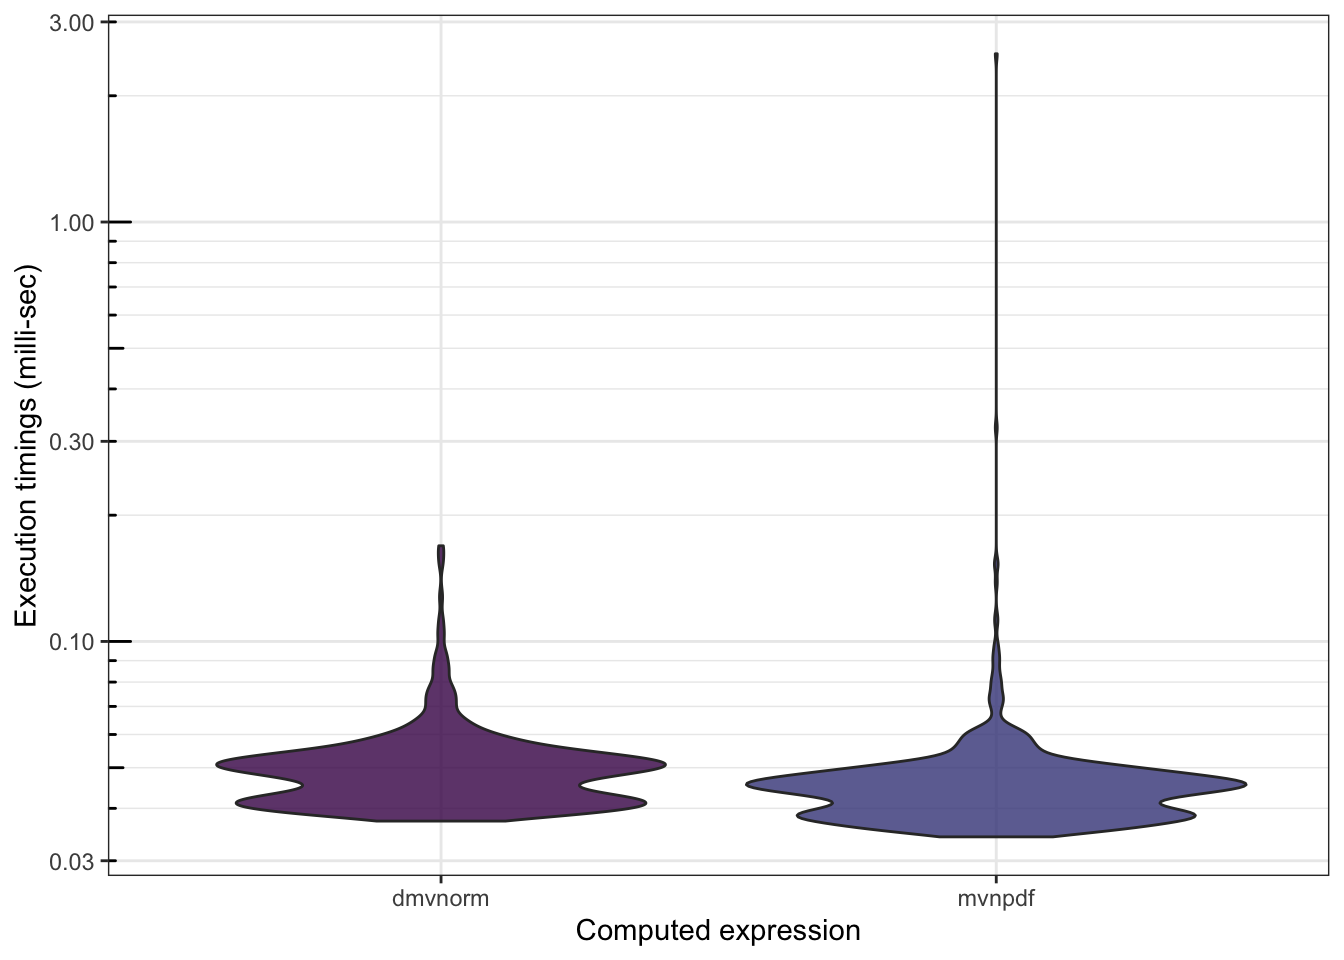 3.00
1.00
0.30
0.10
0.03
Execution timings (milli-sec)
dmvnorm
mvnpdf
Computed expression